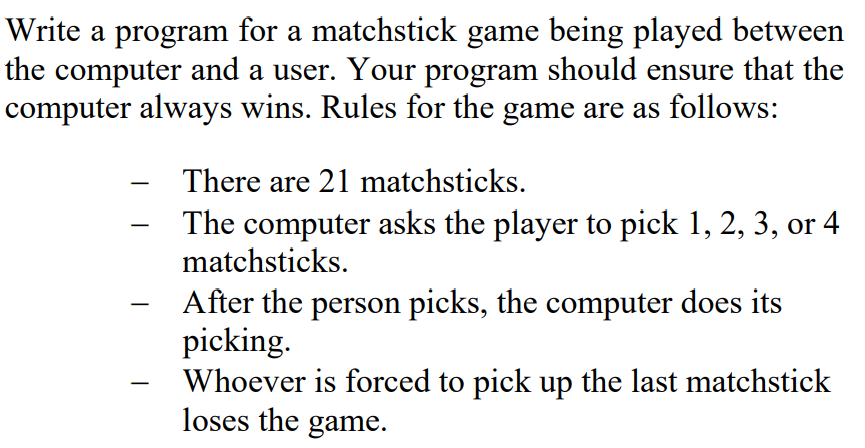 Write a program for a matchstick game being played between
the computer and a user. Your program should ensure that the
computer always wins. Rules for the game are as follows:
− There are 21 matchsticks.
− The computer asks the player to pick 1, 2, 3, or 4
matchsticks.
− After the person picks, the computer does its
picking.
− Whoever is forced to pick up the last matchstick
loses the game.